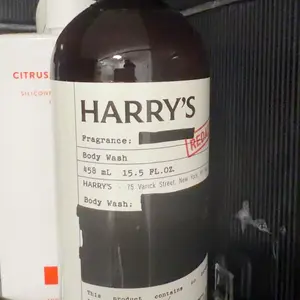 CITRUS
HARRY'S
Fragrance:
Body Wash
458 mL 15.5 FL.OZ.
HARRY'S · 75 Varick Street, New York,
Body Wash:
This product contains